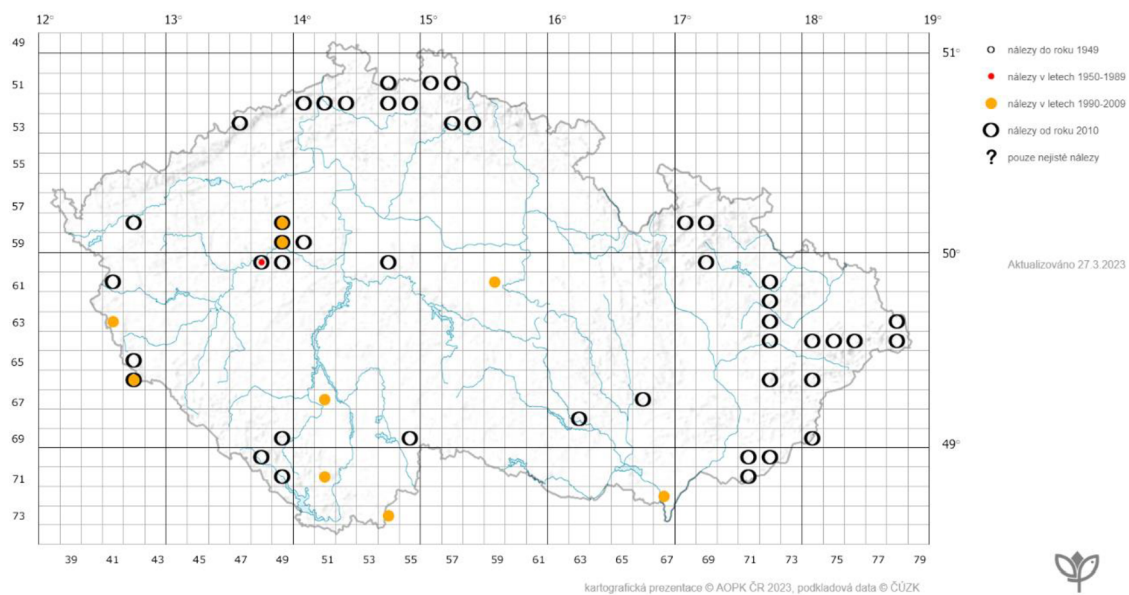 12° 13° 14° 15° 16° 17° 18° 19°
49
51°
51
53
55
57
59
50°
61
63
65
67
69
49°
71
73
39 41 43 45 47 49 51 53 55 57 59 61 63 65 67 69 71 73 75 77 79
nálezy do roku 1949
nálezy v letech 1950-1989
nálezy v letech 1990-2009
nálezy od roku 2010
? pouze nejisté nálezy
Aktualizováno 27.3.2023
kartografická prezentace © AOPK ČR 2023, podkladová data © ČÚZK